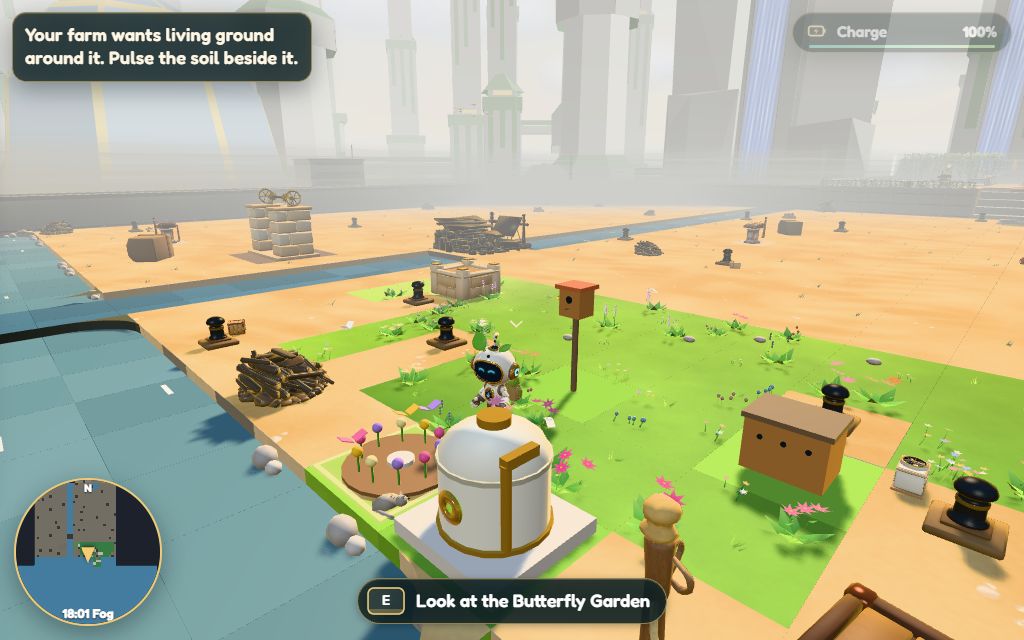 Your farm wants living ground
around it. Pulse the soil beside it.
Charge 100%
N
18:01 Fog
E Look at the Butterfly Garden